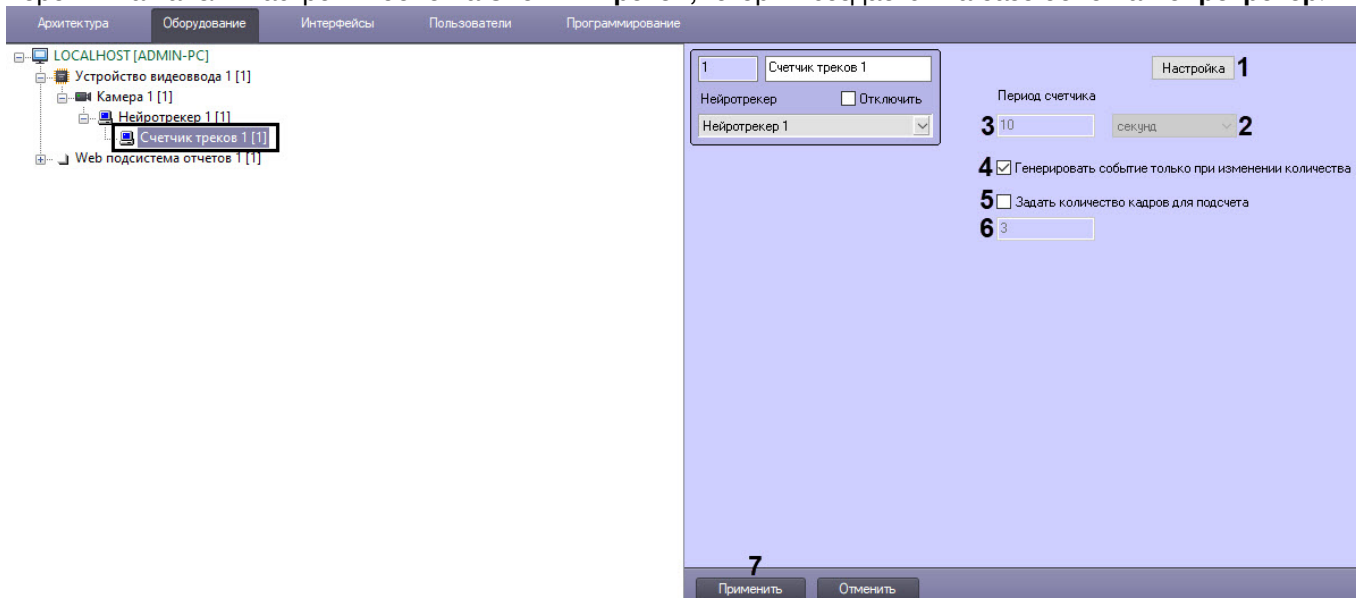 Архитектура Оборудование Интерфейсы Пользователи Программирование
LOCALHOST [ADMIN-PC]
Устройство видеоввода 1 [1]
Камера 1 [1]
Нейротрекер 1 [1]
Счетчик треков 1 [1]
Web подсистема отчетов 1 [1]
1 Счетчик треков 1
Нейротрекер Отключить
Нейротрекер 1
Настройка 1
Период счетчика
3 10 секунд 2
4 Генерировать событие только при изменении количества
5 Задать количество кадров для подсчета
6 3
7
Применить Отменить